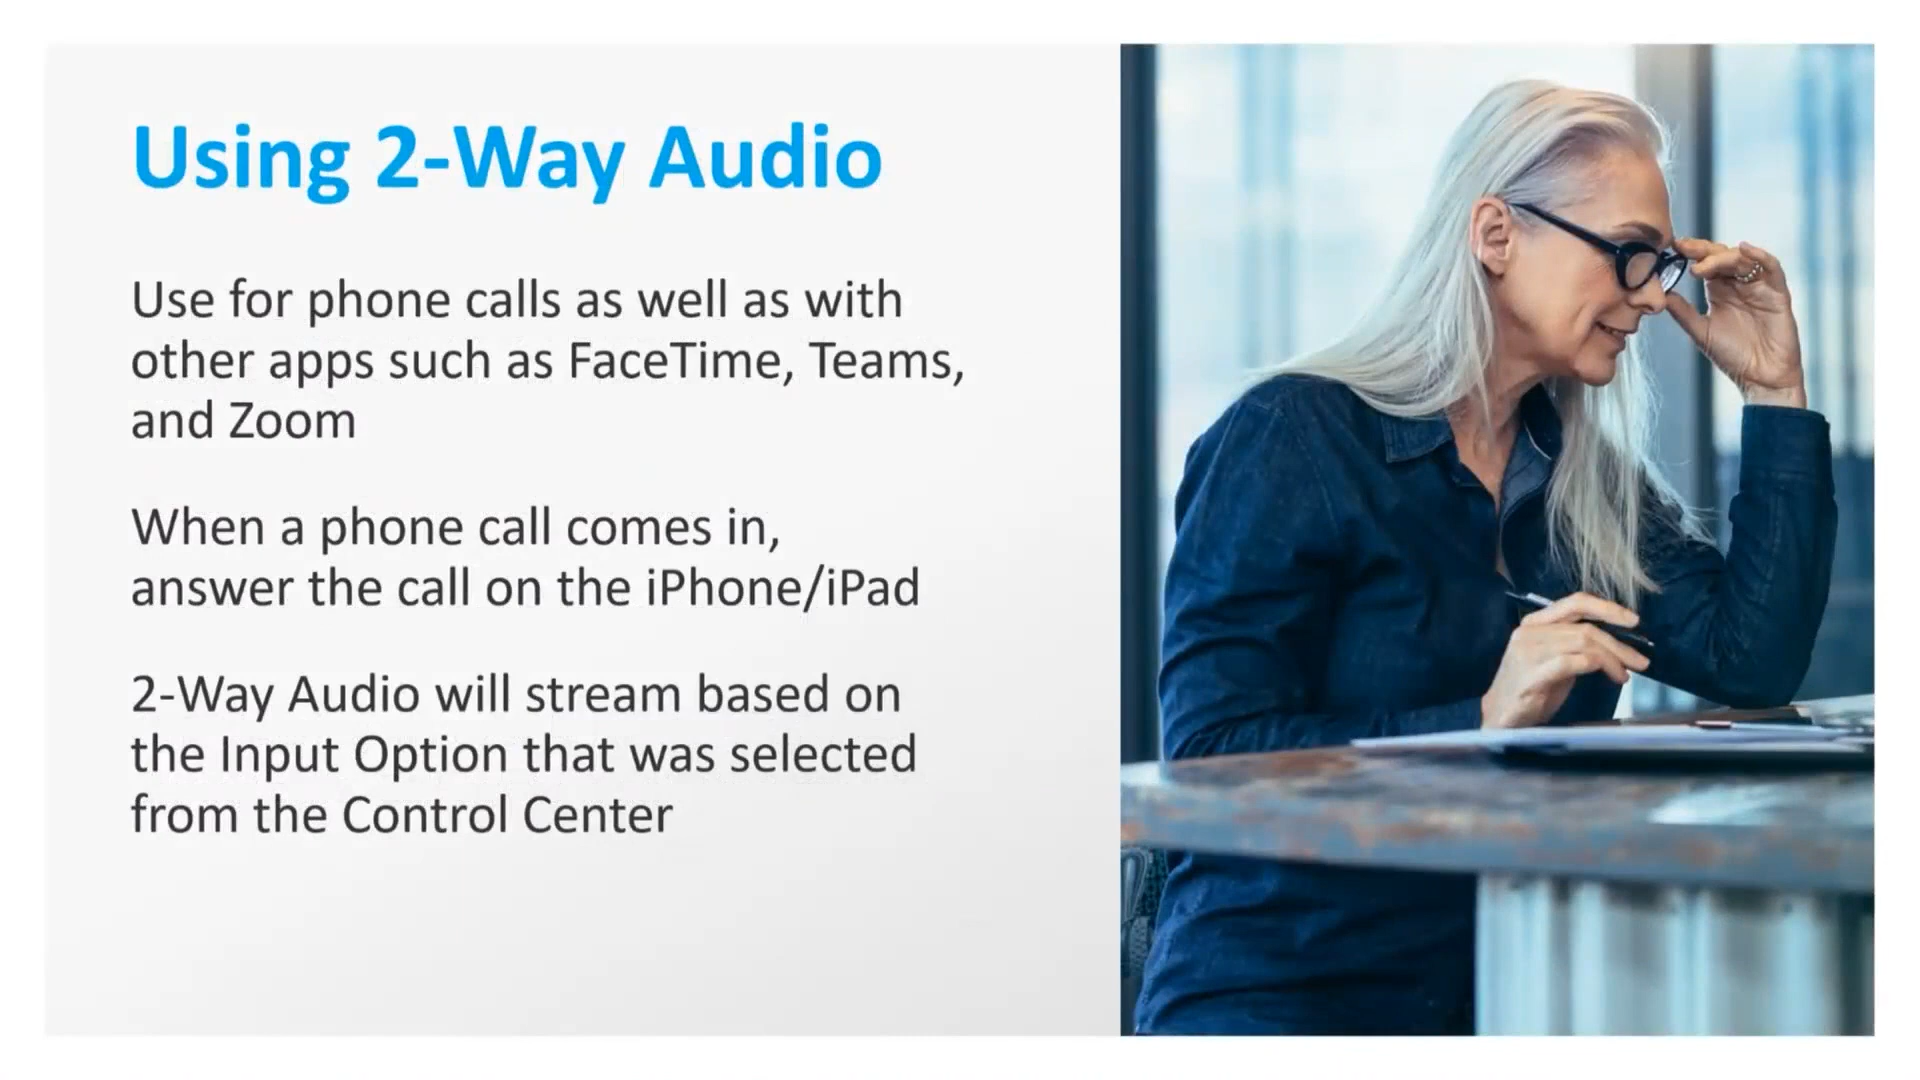 Using 2-Way Audio
Use for phone calls as well as with
other apps such as FaceTime, Teams,
and Zoom
When a phone call comes in,
answer the call on the iPhone/iPad
2-Way Audio will stream based on
the Input Option that was selected
from the Control Center